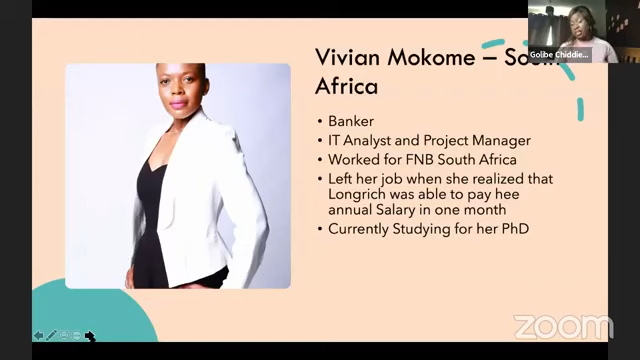 Vivian Mokome – South
Africa
• Banker
• IT Analyst and Project Manager
• Worked for FNB South Africa
• Left her job when she realized that
Longrich was able to pay hee
annual Salary in one month
• Currently Studying for her PhD
Golibe Chiddie...
zoom